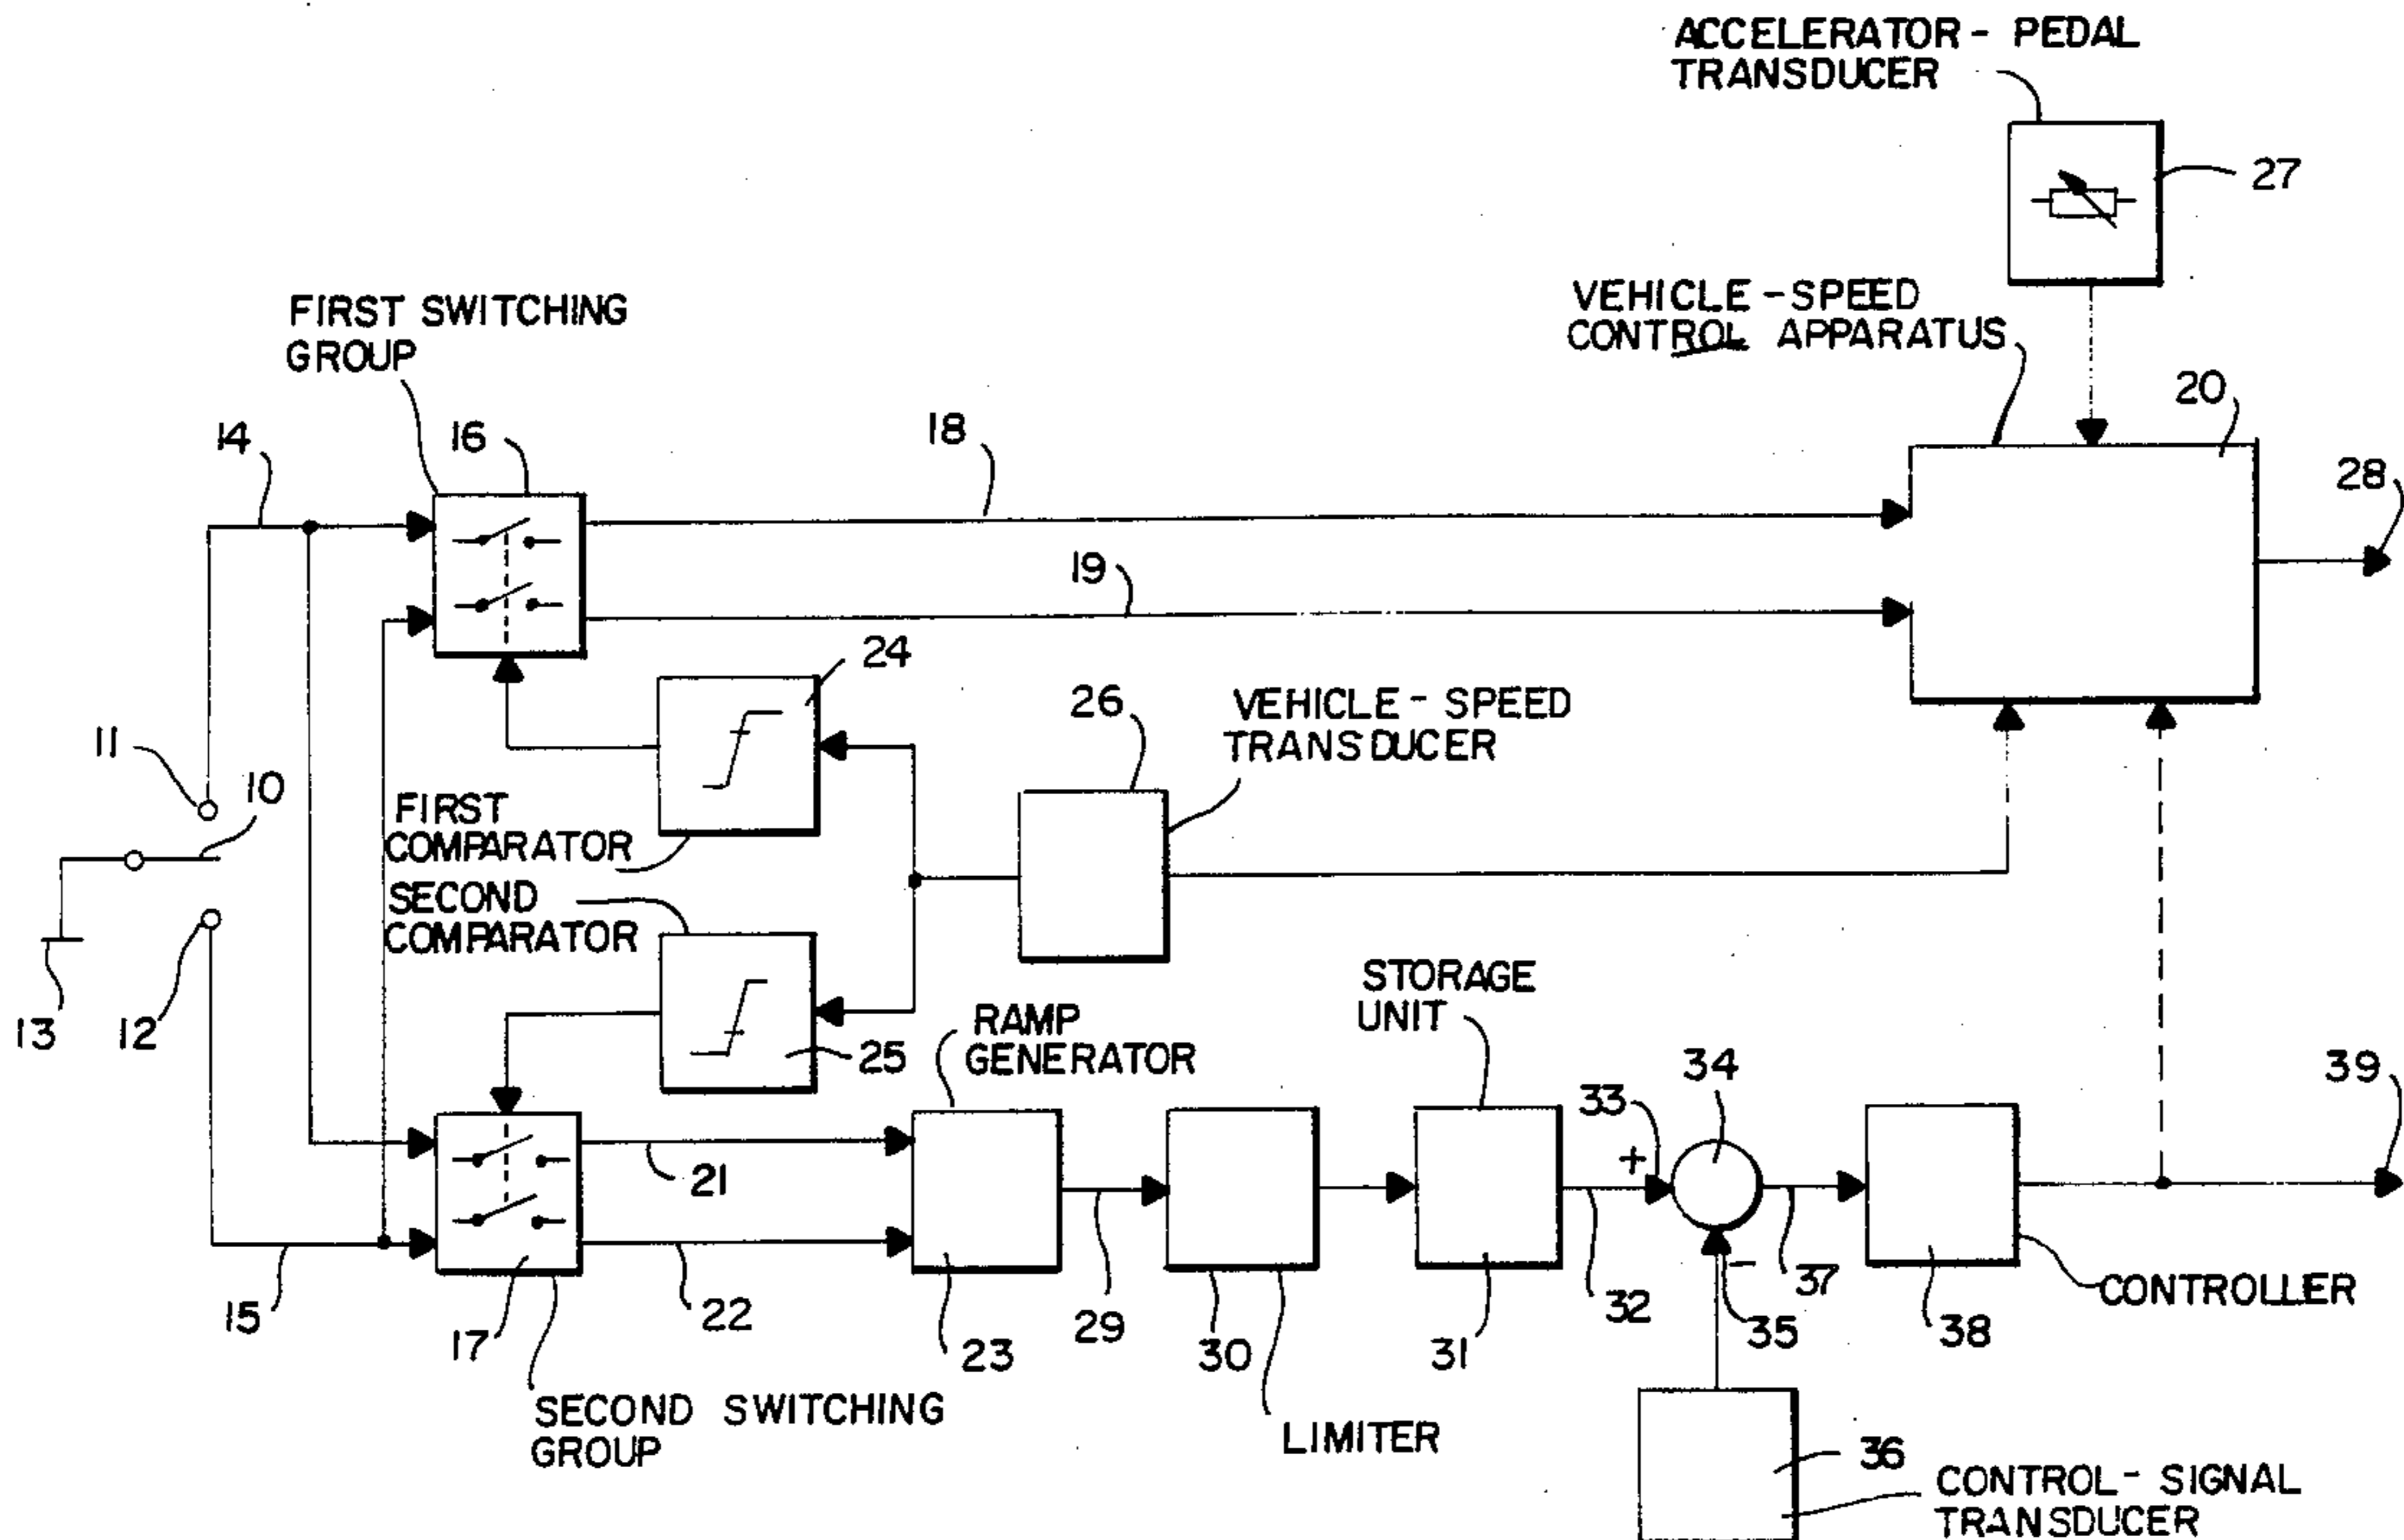 ACCELERATOR - PEDAL
TRANSDUCER
27
VEHICLE - SPEED
CONTROL APPARATUS
20
28
FIRST SWITCHING
GROUP
14
16
18
19
24
26
VEHICLE - SPEED
TRANSDUCER
11
10
FIRST
COMPARATOR
SECOND
COMPARATOR
13
12
25
RAMP
GENERATOR
STORAGE
UNIT
33
34
39
+
21
-
15
17
22
23
29
30
31
32
35
37
38
CONTROLLER
SECOND SWITCHING
GROUP
LIMITER
36
CONTROL - SIGNAL
TRANSDUCER